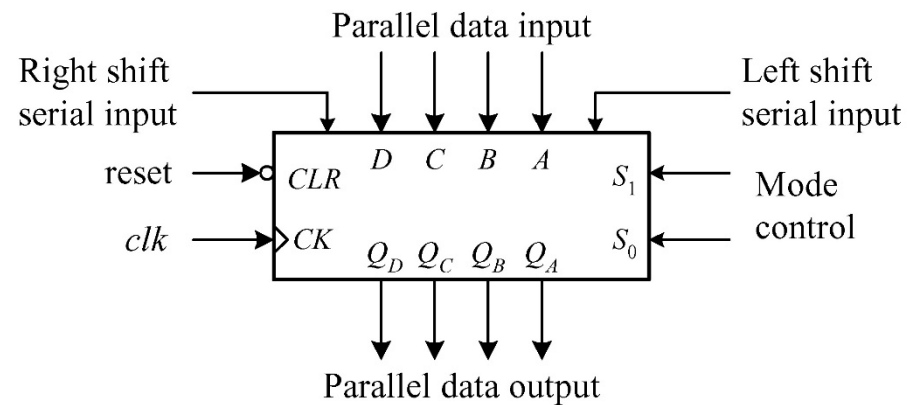 Parallel data input
Right shift
serial input
Left shift
serial input
reset
clk
CLR
CK
D C B A
S1
S0
Mode
control
QD QC QB QA
Parallel data output